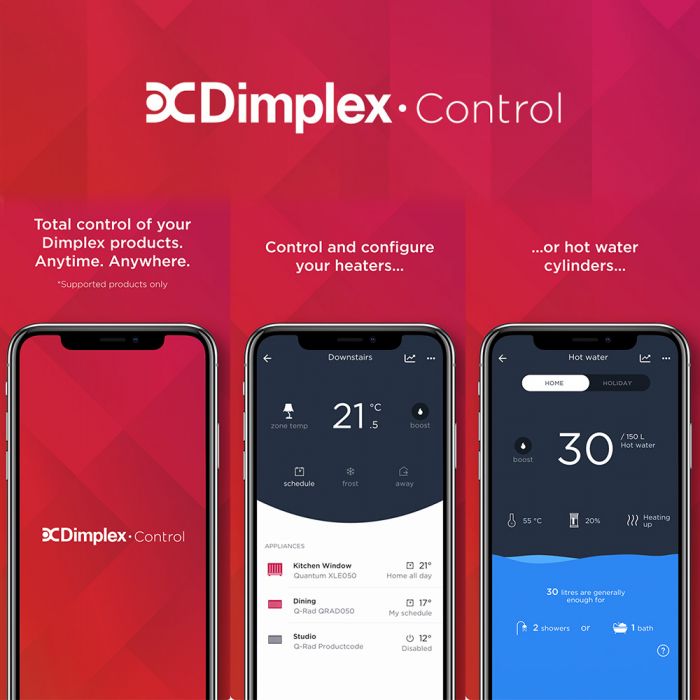 Dimplex · Control
Total control of your
Dimplex products.
Anytime. Anywhere.
*Supported products only
Dimplex · Control
Control and configure
your heaters...
Downstairs
zone temp
21 °C
.5
boost
schedule
frost
away
APPLIANCES
Kitchen Window
Quantum XLE050
21°
Home all day
Dining
Q-Rad QRAD050
17°
My schedule
Studio
Q-Rad Productcode
12°
Disabled
...or hot water
cylinders...
Hot water
HOME
HOLIDAY
boost
30
/ 150 L
Hot water
55 °C
20%
Heating
up
30 litres are generally
enough for
2 showers or 1 bath
?